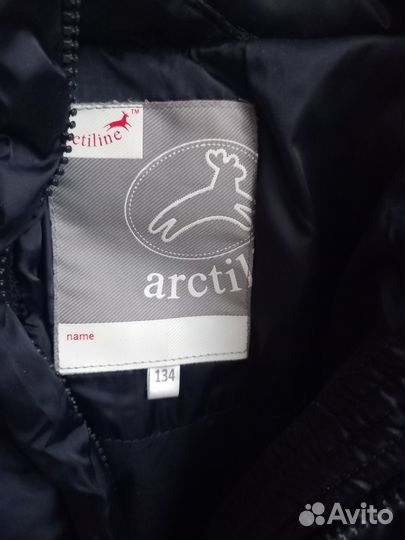 ctiline™
arctil
name
134
Avito